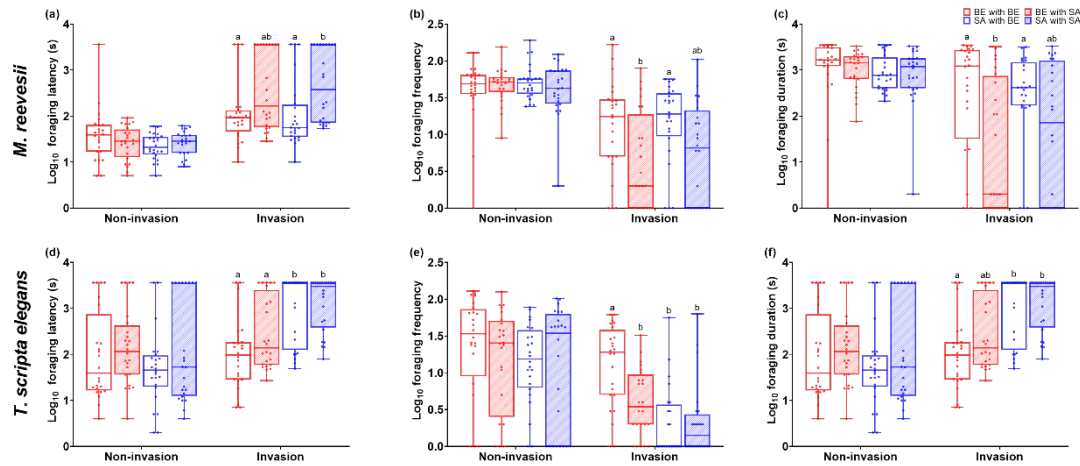 (a)
(b)
(c)
BE with BE
BE with SA
SA with BE
SA with SA
M. revesii
Log10 foraging latency (s)
4
3
2
1
0
a
ab
a
b
Non-invasion
Invasion
Log10 foraging frequency
2.5
2.0
1.5
1.0
0.5
0.0
a
b
a
ab
Non-invasion
Invasion
Log10 foraging duration (s)
4
3
2
1
0
a
b
a
ab
Non-invasion
Invasion
(d)
(e)
(f)
T. scripta elegans
Log10 foraging latency (s)
4
3
2
1
0
a
a
b
b
Non-invasion
Invasion
Log10 foraging frequency
2.5
2.0
1.5
1.0
0.5
0.0
a
b
b
b
Non-invasion
Invasion
Log10 foraging duration (s)
4
3
2
1
0
a
ab
b
b
Non-invasion
Invasion